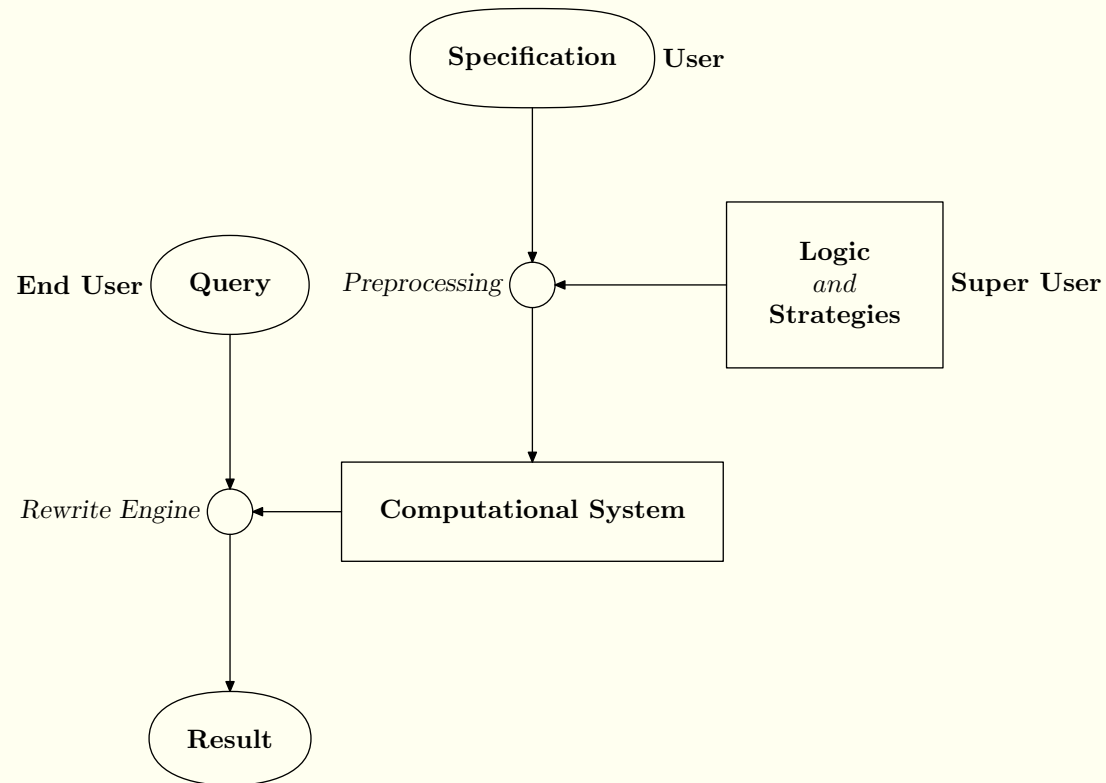 Specification User
Logic
and
Strategies
Super User
End User Query
Preprocessing
Rewrite Engine
Computational System
Result